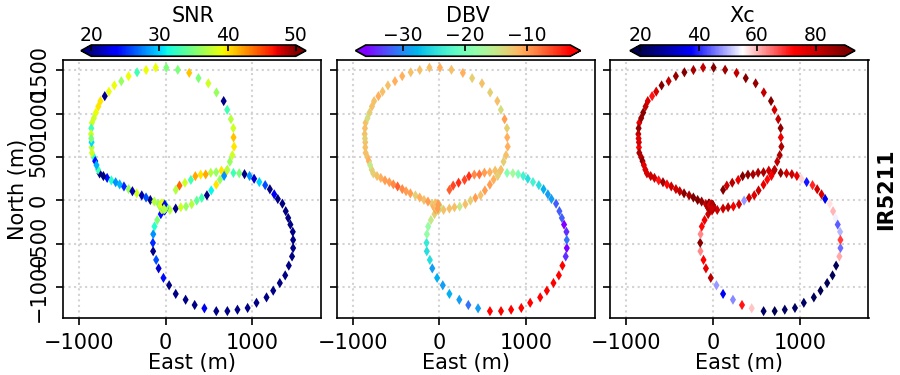 SNR DBV Xc
20 30 40 50 −30 −20 −10 20 40 60 80
North (m)
1500
1000
500
0
−500
−1000
−1000 0 1000 −1000 0 1000 −1000 0 1000
East (m) East (m) East (m)
IR5211